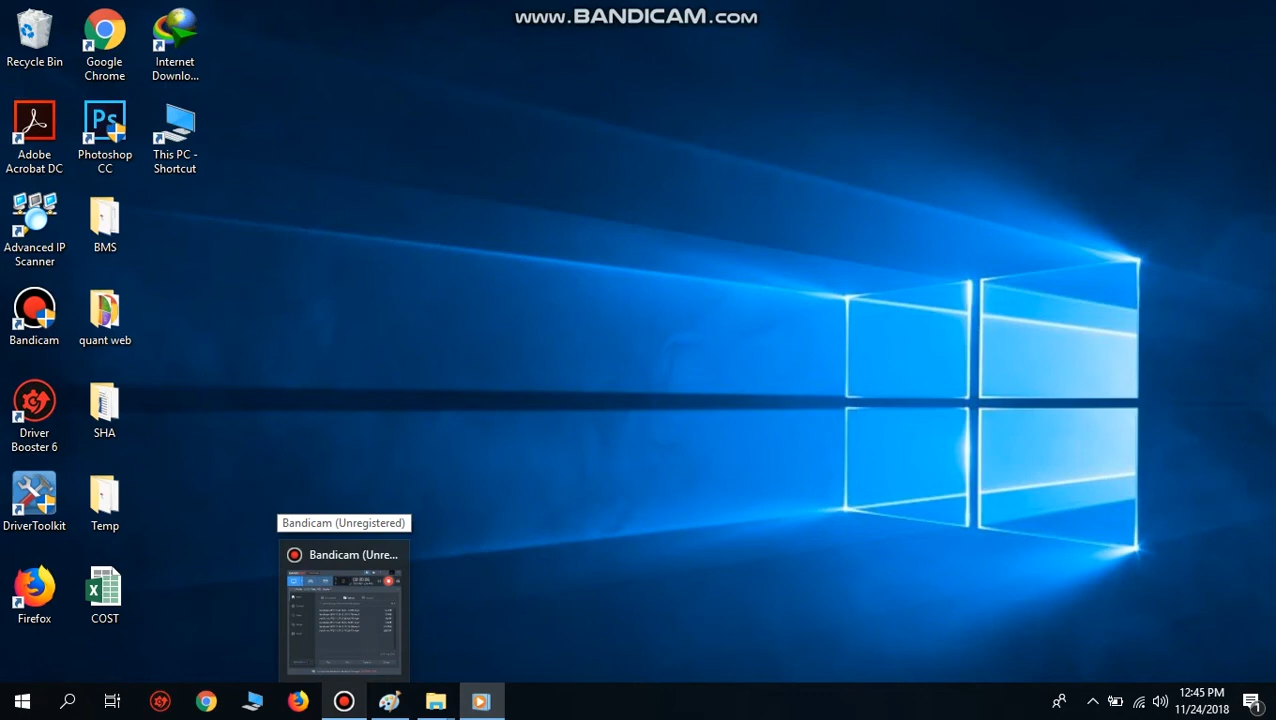 www.BANDICAM.com
Recycle Bin
Google
Chrome
Internet
Downlo...
Adobe
Acrobat DC
Ps
Photoshop
CC
This PC -
Shortcut
Advanced IP
Scanner
BMS
Bandicam
quant web
Driver
Booster 6
SHA
DriverToolkit
Temp
Firefox
COST
Bandicam (Unregistered)
Bandicam (Unre...
12:45 PM
11/24/2018
1